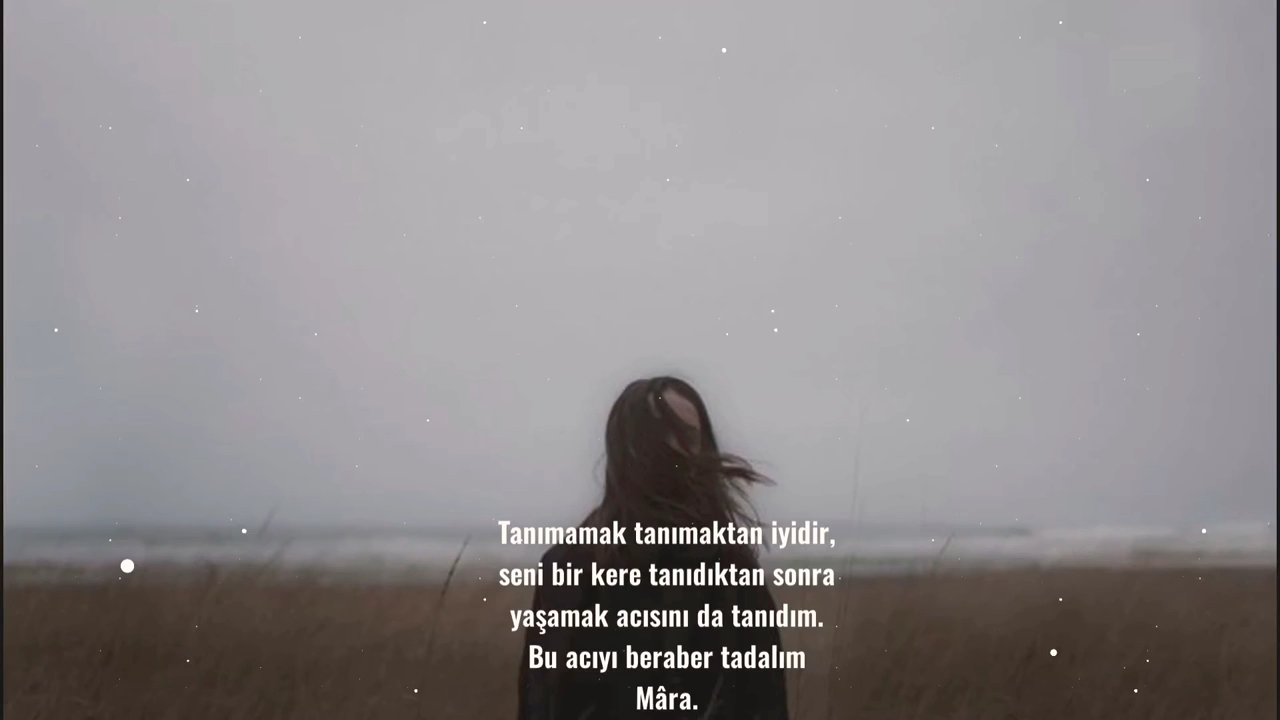 Tanımamak tanımaktan iyidir,
seni bir kere tanıdıktan sonra
yaşamak acısını da tanıdım.
Bu acıyı beraber tadalım
Mâra.